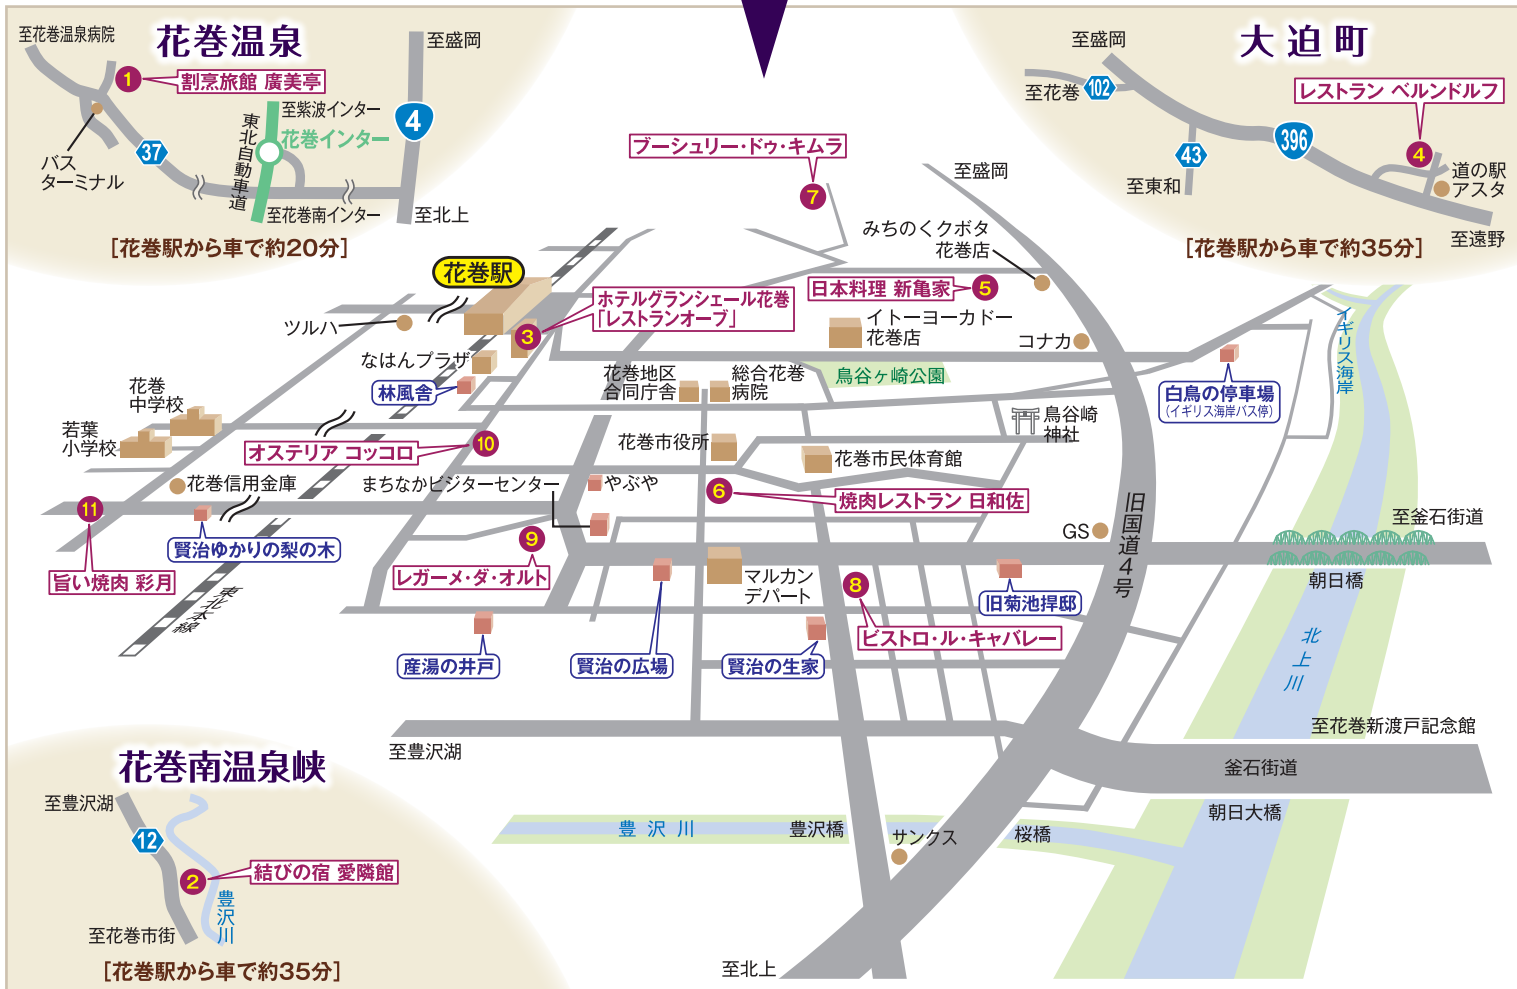 花巻温泉
至花巻温泉病院
1
割烹旅館 廣美亭
至盛岡
4
至紫波インター
花巻インター
東北自動車道
バス
ターミナル
37
至花巻南インター
至北上
[花巻駅から車で約20分]
大迫町
至盛岡
至花巻
102
396
レストラン ベルンドルフ
4
43
至東和
道の駅
アスタ
至遠野
[花巻駅から車で約35分]
ブーシュリー・ドゥ・キムラ
7
至盛岡
みちのくクボタ
花巻店
花巻駅
日本料理 新亀家
5
ホテルグランシェール花巻
「レストランオーブ」
3
ツルハ
イトーヨーカドー
花巻店
コナカ
イギリス海岸
なはんプラザ
林風舎
花巻地区
合同庁舎
総合花巻
病院
鳥谷ヶ崎公園
白鳥の停車場
(イギリス海岸バス停)
花巻
中学校
若葉
小学校
鳥谷崎
神社
オステリア コッコロ
10
花巻市役所
花巻市民体育館
花巻信用金庫
まちなかビジターセンター
やぶや
6
焼肉レストラン 日和佐
11
旧国道4号
GS
至釜石街道
賢治ゆかりの梨の木
9
レガーメ・ダ・オルト
旨い焼肉 彩月
マルカン
デパート
8
旧菊池捍邸
朝日橋
東北本線
ビストロ・ル・キャバレー
北上川
産湯の井戸
賢治の広場
賢治の生家
至花巻新渡戸記念館
至豊沢湖
釜石街道
花巻南温泉峡
至豊沢湖
12
2
結びの宿 愛隣館
豊沢川
至花巻市街
[花巻駅から車で約35分]
豊沢川
豊沢橋
サンクス
桜橋
朝日大橋
至北上